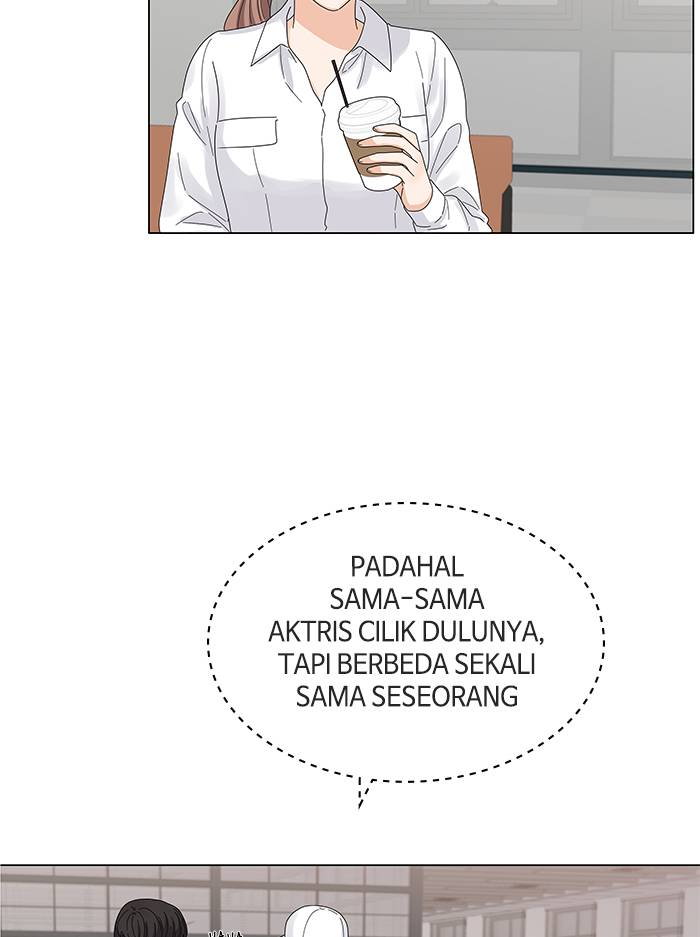 PADAHAL
SAMA-SAMA
AKTRIS CILIK DULUNYA,
TAPI BERBEDA SEKALI
SAMA SESEORANG